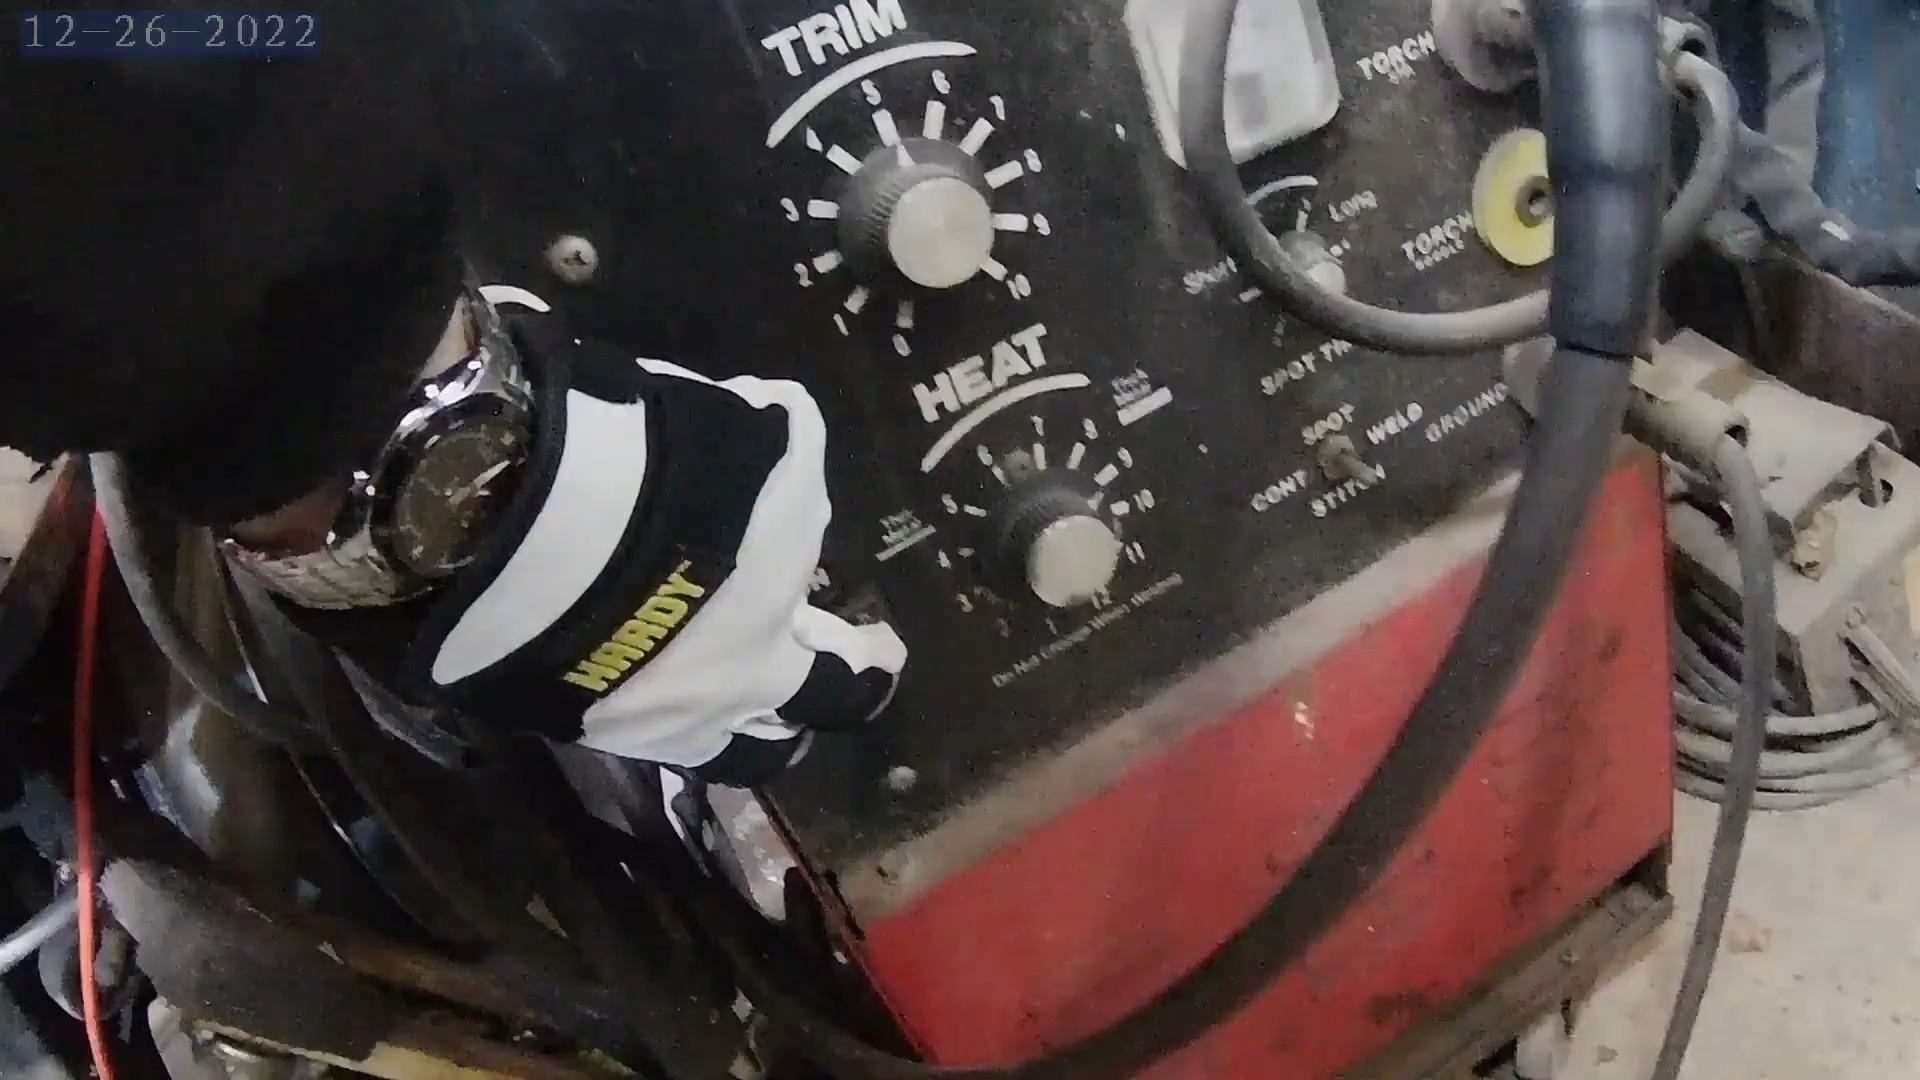 12-26-2022
TRIM
0 1 2 3 4 5 6 7 8 9 10
TORCH
TORCH
Long
Short
HEAT
1 2 3 4 5 6 7 8 9 10 11 12
SPOT
WELD
GROUND
CONT
STITCH
HARDY